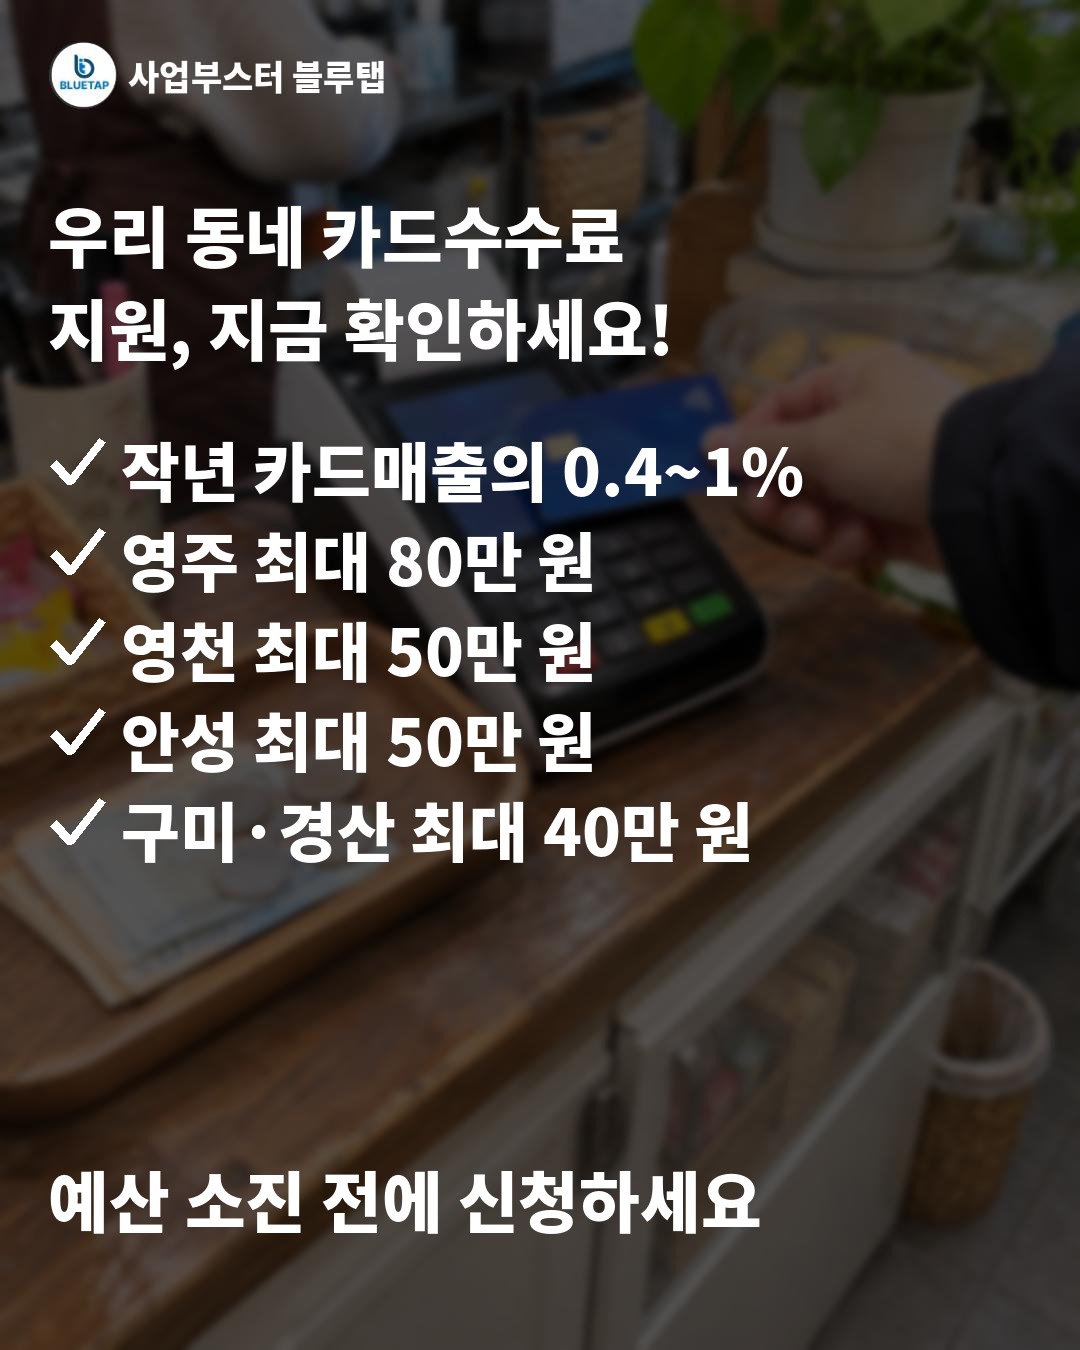 BLUETAP
사업부스터 블루탭
우리 동네 카드수수료
지원, 지금 확인하세요!
작년 카드매출의 0.4~1%
영주 최대 80만 원
영천 최대 50만 원
안성 최대 50만 원
구미·경산 최대 40만 원
예산 소진 전에 신청하세요